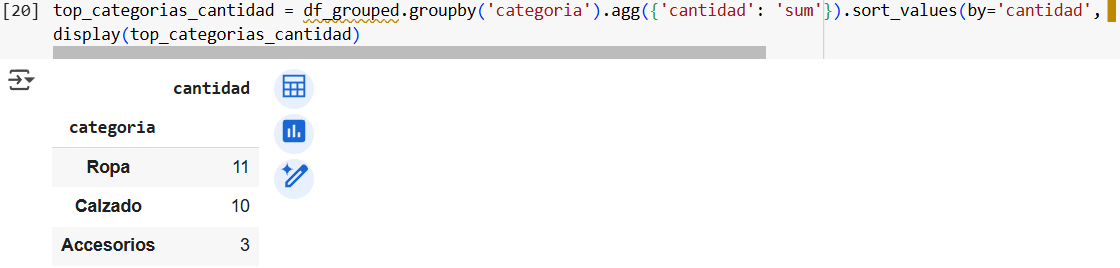 [20] top_categorias_cantidad = df_grouped.groupby('categoria').agg({'cantidad': 'sum'}).sort_values(by='cantidad',
display(top_categorias_cantidad)
cantidad
categoria
Ropa 11
Calzado 10
Accesorios 3